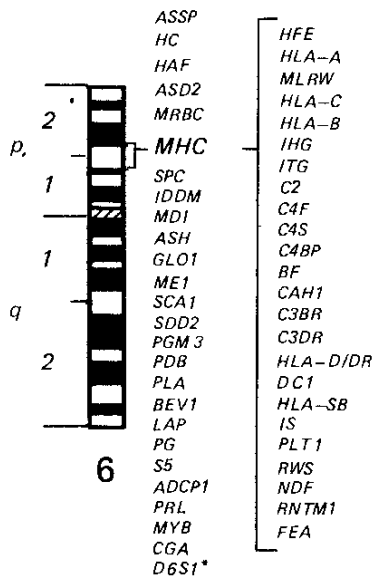 ASSP
HC
HAF
ASD2
MRBC
MHC
SPC
IDDM
MDI
ASH
GLO1
ME1
SCA1
SDD2
PGM3
PDB
PLA
BEV1
LAP
PG
S5
ADCP1
PRL
MYB
CGA
D6S1*
HFE
HLA-A
MLRW
HLA-C
HLA-B
IHG
ITG
C2
C4F
C4S
C4BP
BF
CAH1
C3BR
C3DR
HLA-D/DR
DC1
HLA-SB
IS
PLT1
RWS
NDF
RNTM1
FEA
2
p
1
1
q
2
6